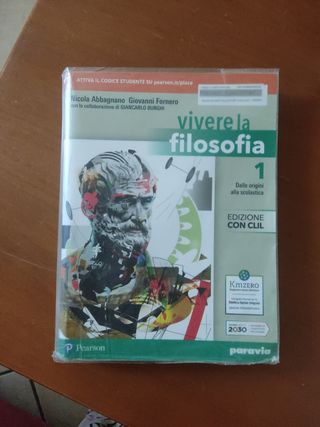 ATTIVA IL CODICE STUDENTE SU pearson.it/place
Nicola Abbagnano Giovanni Fornero
con la collaborazione di GIANCARLO BURGHI
vivere la
filosofia
1
Dalle origini
alla scolastica
EDIZIONE
CON CLIL
KmZERO
2030
Pearson
paravia